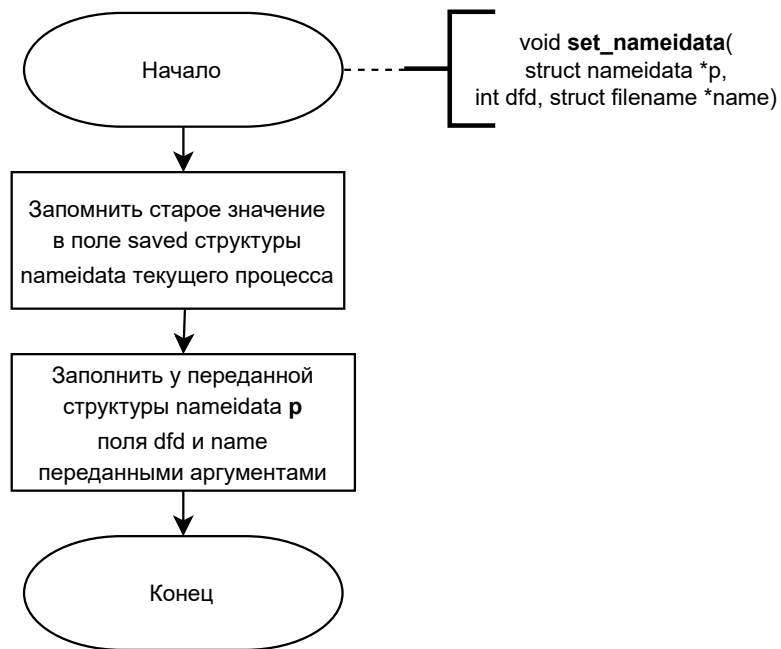 Начало
void set_nameidata(
struct nameidata *p,
int dfd, struct filename *name)
Запомнить старое значение
в поле saved структуры
nameidata текущего процесса
Заполнить у переданной
структуры nameidata p
поля dfd и name
переданными аргументами
Конец